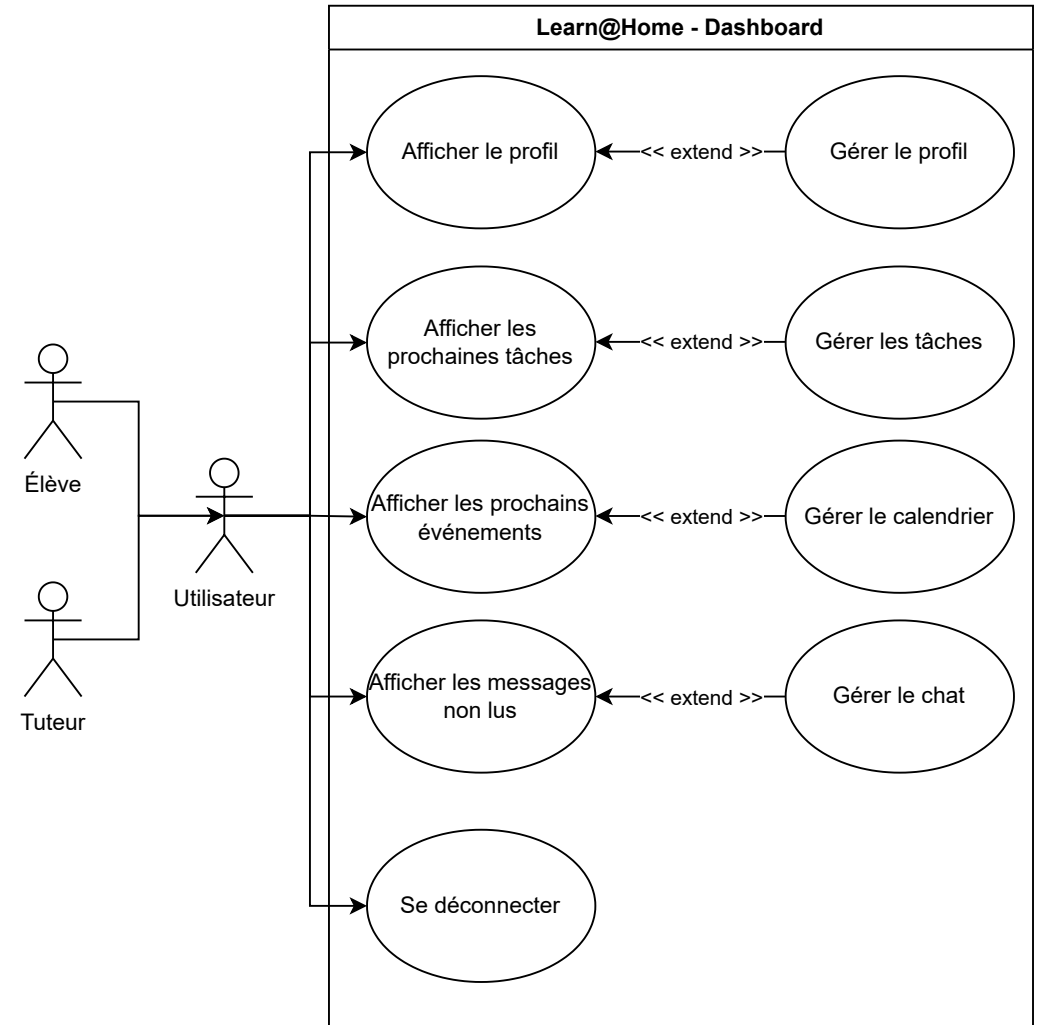 Learn@Home - Dashboard
Afficher le profil
<< extend >>
Gérer le profil
Afficher les
prochaines tâches
<< extend >>
Gérer les tâches
Élève
Afficher les prochains
événements
<< extend >>
Gérer le calendrier
Utilisateur
Afficher les messages
non lus
<< extend >>
Gérer le chat
Tuteur
Se déconnecter